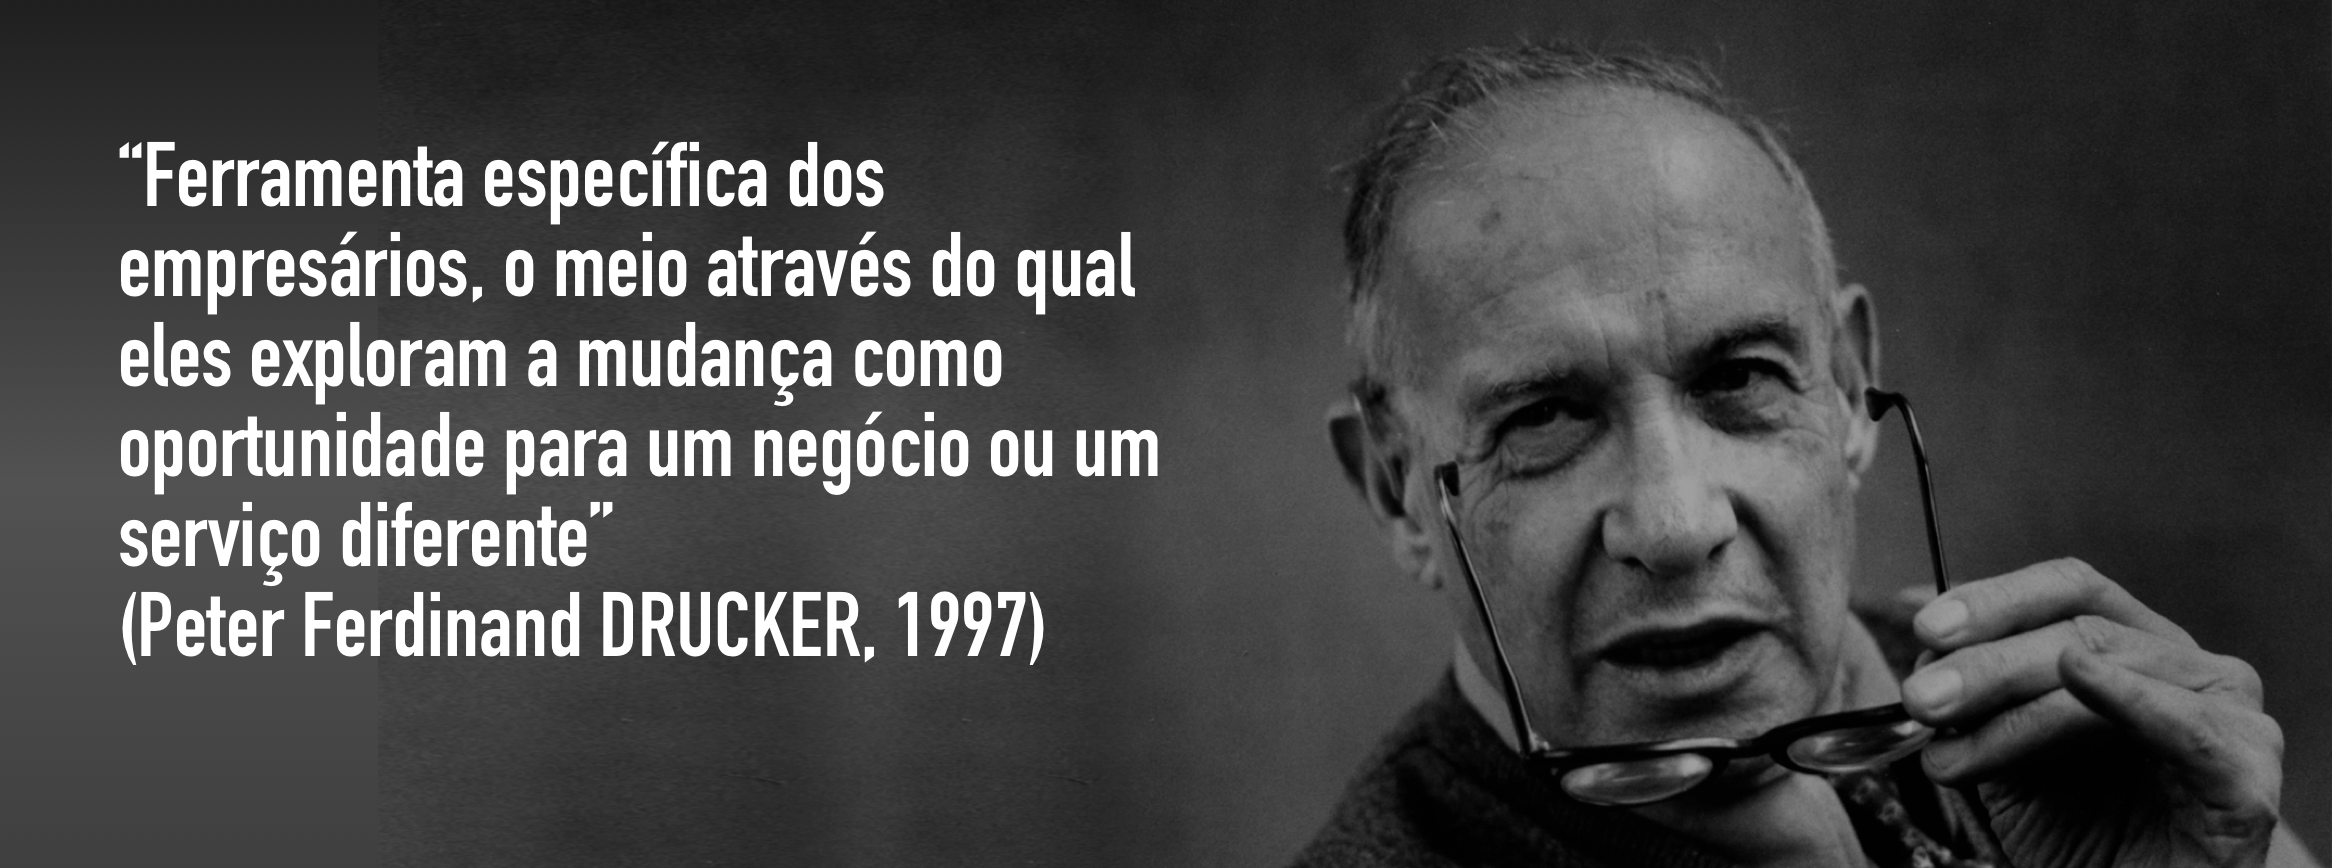 “Ferramenta específica dos
empresários, o meio através do qual
eles exploram a mudança como
oportunidade para um negócio ou um
serviço diferente”
(Peter Ferdinand DRUCKER, 1997)